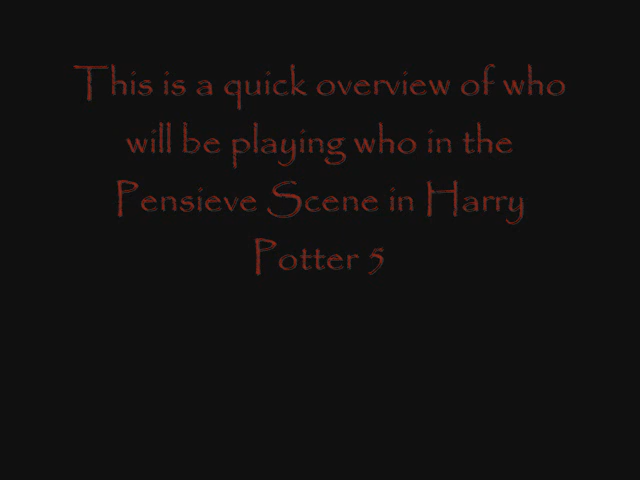 This is a quick overview of who
will be playing who in the
Pensieve Scene in Harry
Potter 5